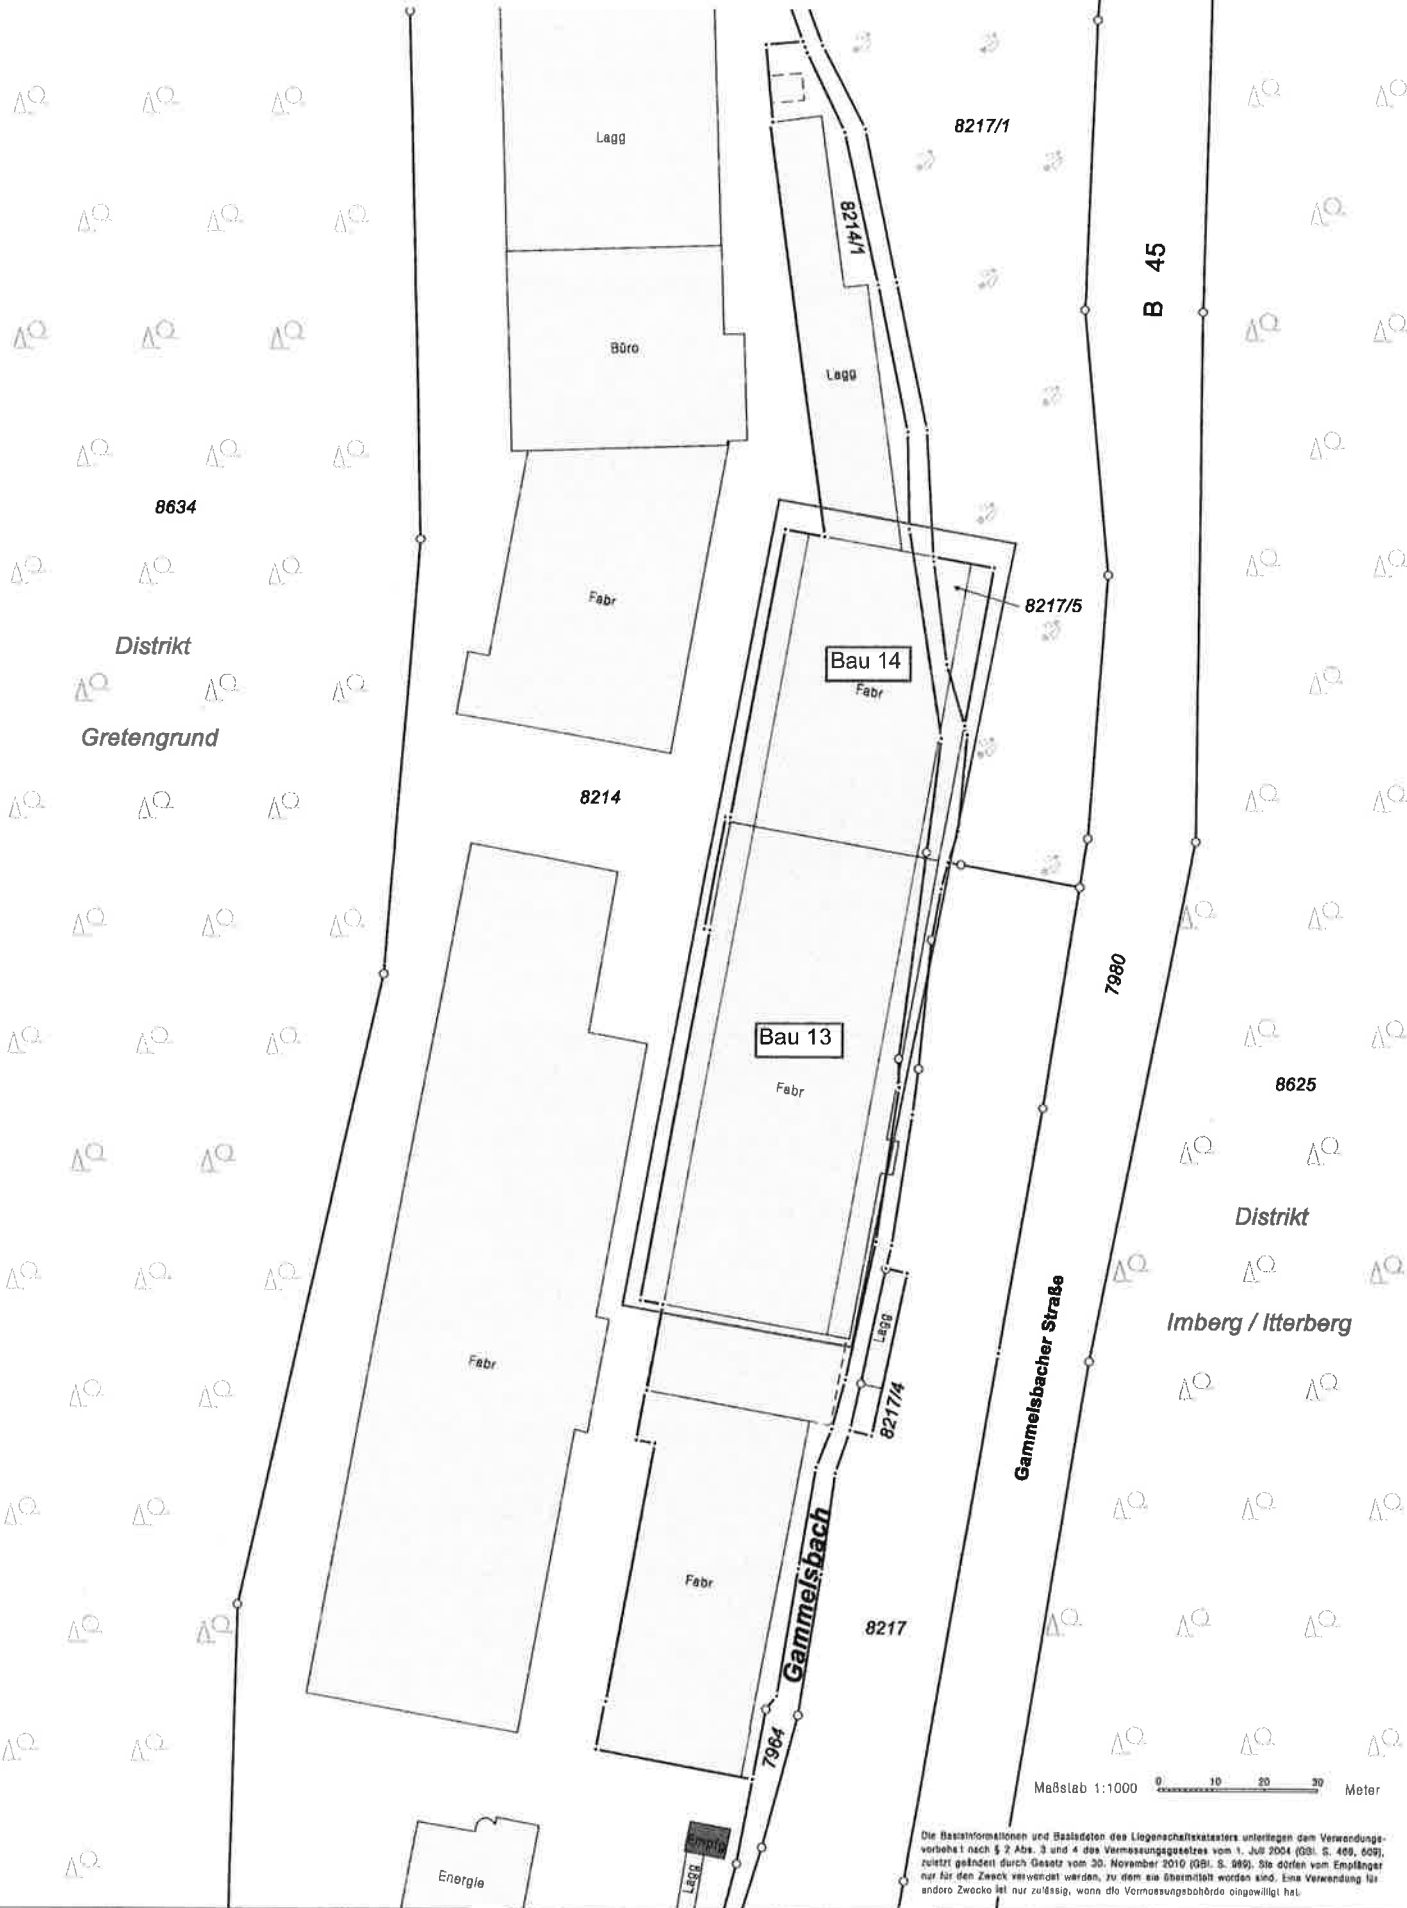 8217/1
Lagg
8214/1
B 45
Büro
Lagg
8634
Fabr
8217/5
Distrikt
Bau 14
Fabr
Gretengrund
8214
7980
Bau 13
Fabr
8625
Distrikt
Imberg / Itterberg
Lagg
Fabr
8217/4
Gammelsbacher Straße
Gammelsbach
Fabr
8217
7964
Maßstab 1:1000
0 10 20 30
Meter
Empfg
Lagg
Energie
Die Basisinformationen und Basisdaten des Liegenschaftskatasters unterliegen dem Verwendungs-
vorbehalt nach § 2 Abs. 3 und 4 des Vermessungsgesetzes vom 1. Juli 2004 (GBl. S. 469, 509),
zuletzt geändert durch Gesetz vom 30. November 2010 (GBl. S. 989). Sie dürfen vom Empfänger
nur für den Zweck verwendet werden, zu dem sie übermittelt worden sind. Eine Verwendung für
andere Zwecke ist nur zulässig, wenn die Vermessungsbehörde eingewilligt hat.